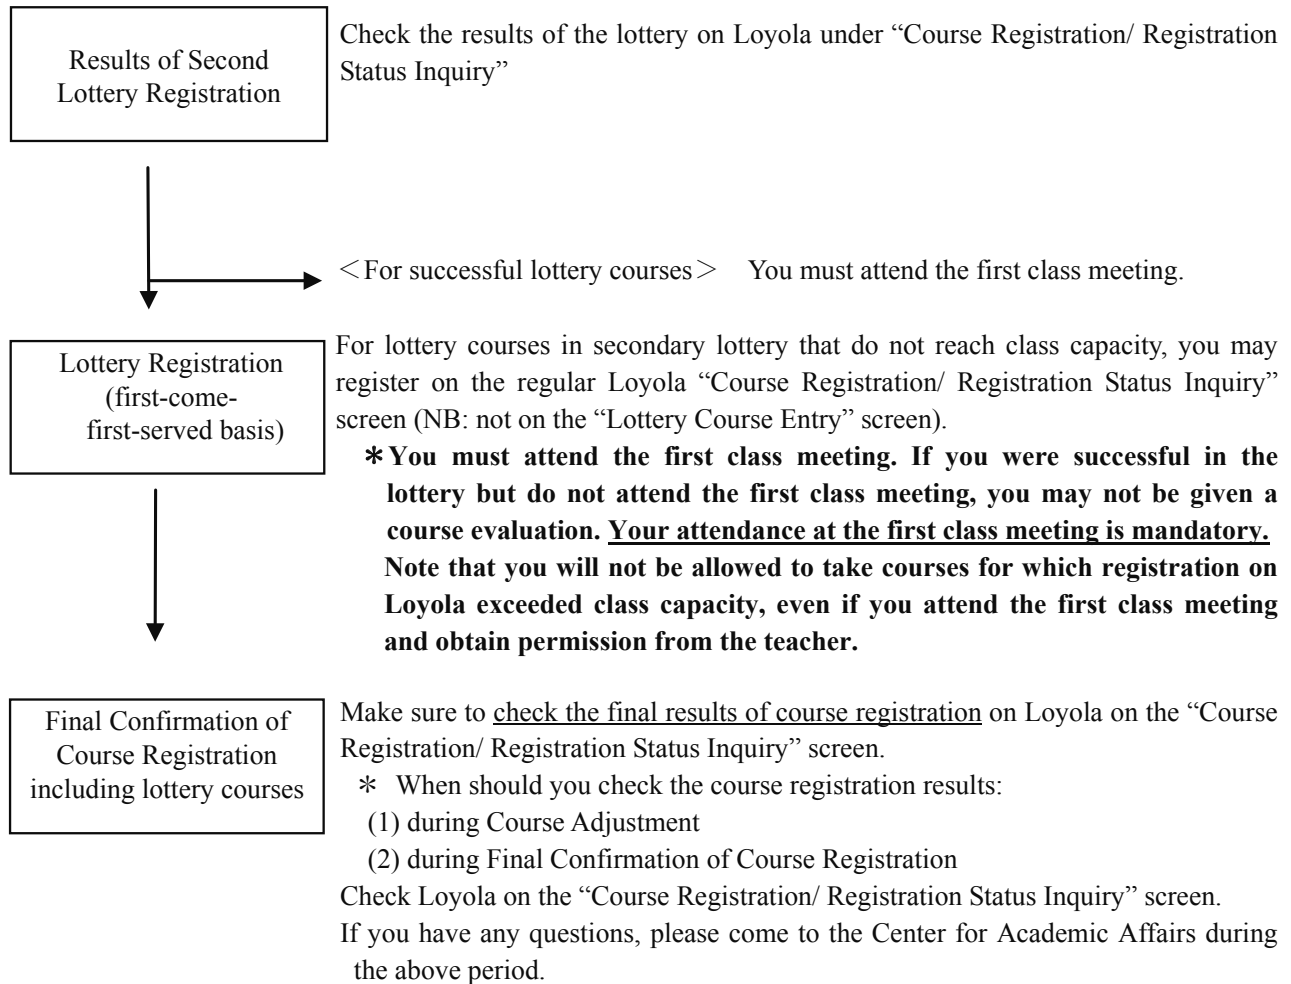 Results of Second
Lottery Registration
Check the results of the lottery on Loyola under “Course Registration/ Registration
Status Inquiry”
＜For successful lottery courses＞ You must attend the first class meeting.
Lottery Registration
(first-come-
first-served basis)
For lottery courses in secondary lottery that do not reach class capacity, you may
register on the regular Loyola “Course Registration/ Registration Status Inquiry”
screen (NB: not on the “Lottery Course Entry” screen).
＊You must attend the first class meeting. If you were successful in the
lottery but do not attend the first class meeting, you may not be given a
course evaluation. Your attendance at the first class meeting is mandatory.
Note that you will not be allowed to take courses for which registration on
Loyola exceeded class capacity, even if you attend the first class meeting
and obtain permission from the teacher.
Final Confirmation of
Course Registration
including lottery courses
Make sure to check the final results of course registration on Loyola on the “Course
Registration/ Registration Status Inquiry” screen.
＊ When should you check the course registration results:
(1) during Course Adjustment
(2) during Final Confirmation of Course Registration
Check Loyola on the “Course Registration/ Registration Status Inquiry” screen.
If you have any questions, please come to the Center for Academic Affairs during
the above period.